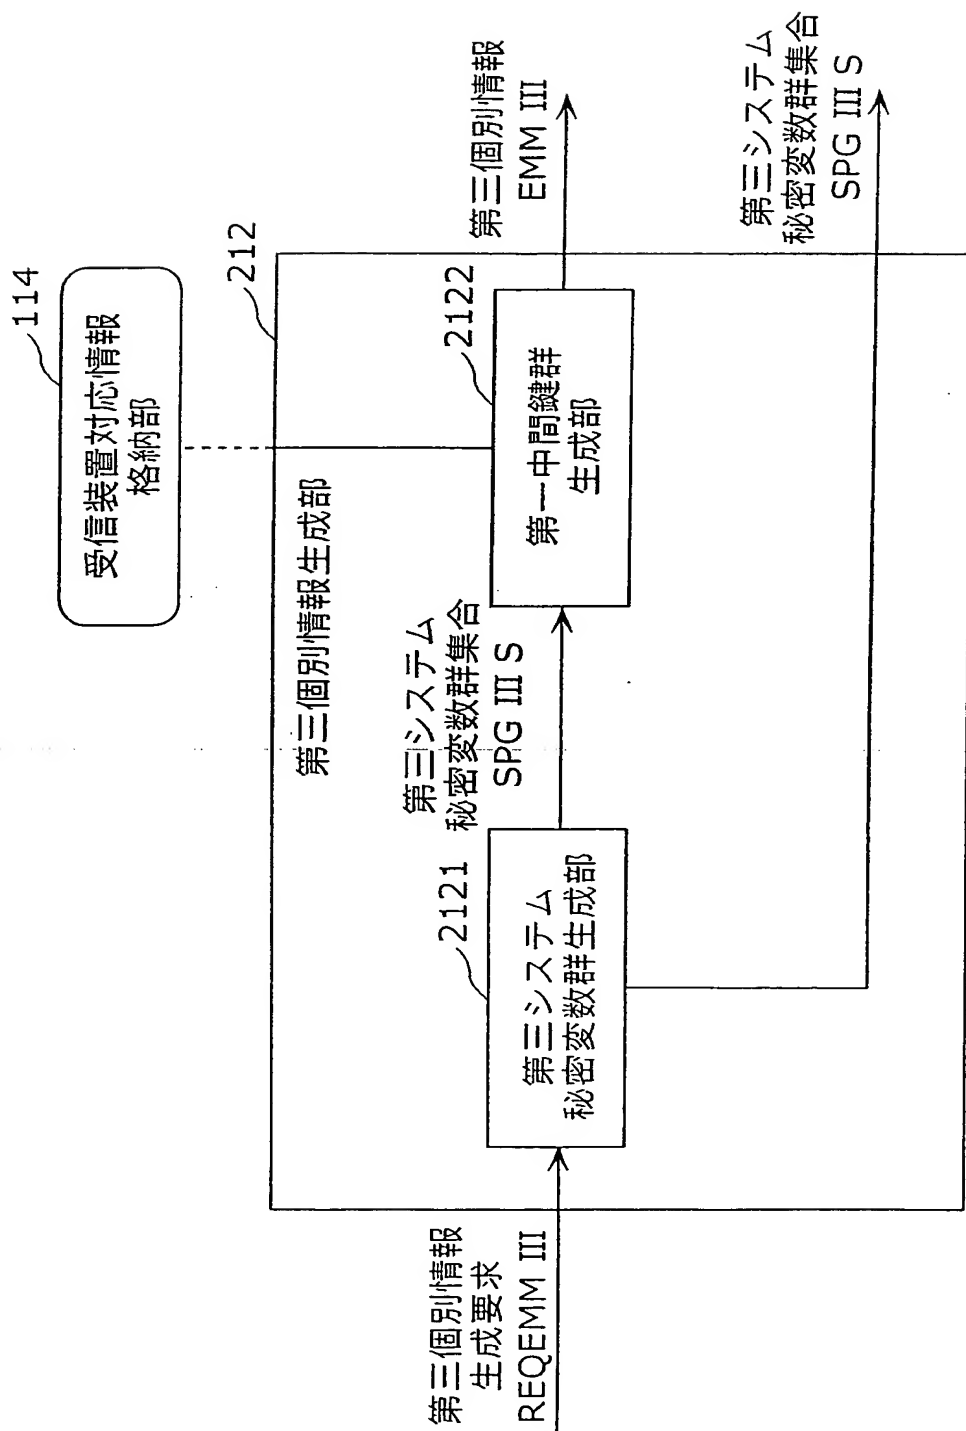 114
受信装置対応情報
格納部
212
第三個別情報生成部
第三個別情報
生成要求
REQEMM III
2121
第三システム
秘密変数群生成部
第三システム
秘密変数群集合
SPG III S
2122
第一中間鍵群
生成部
第三個別情報
EMM III
第三システム
秘密変数群集合
SPG III S